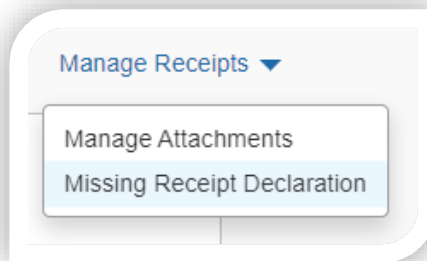 Manage Receipts
Manage Attachments
Missing Receipt Declaration